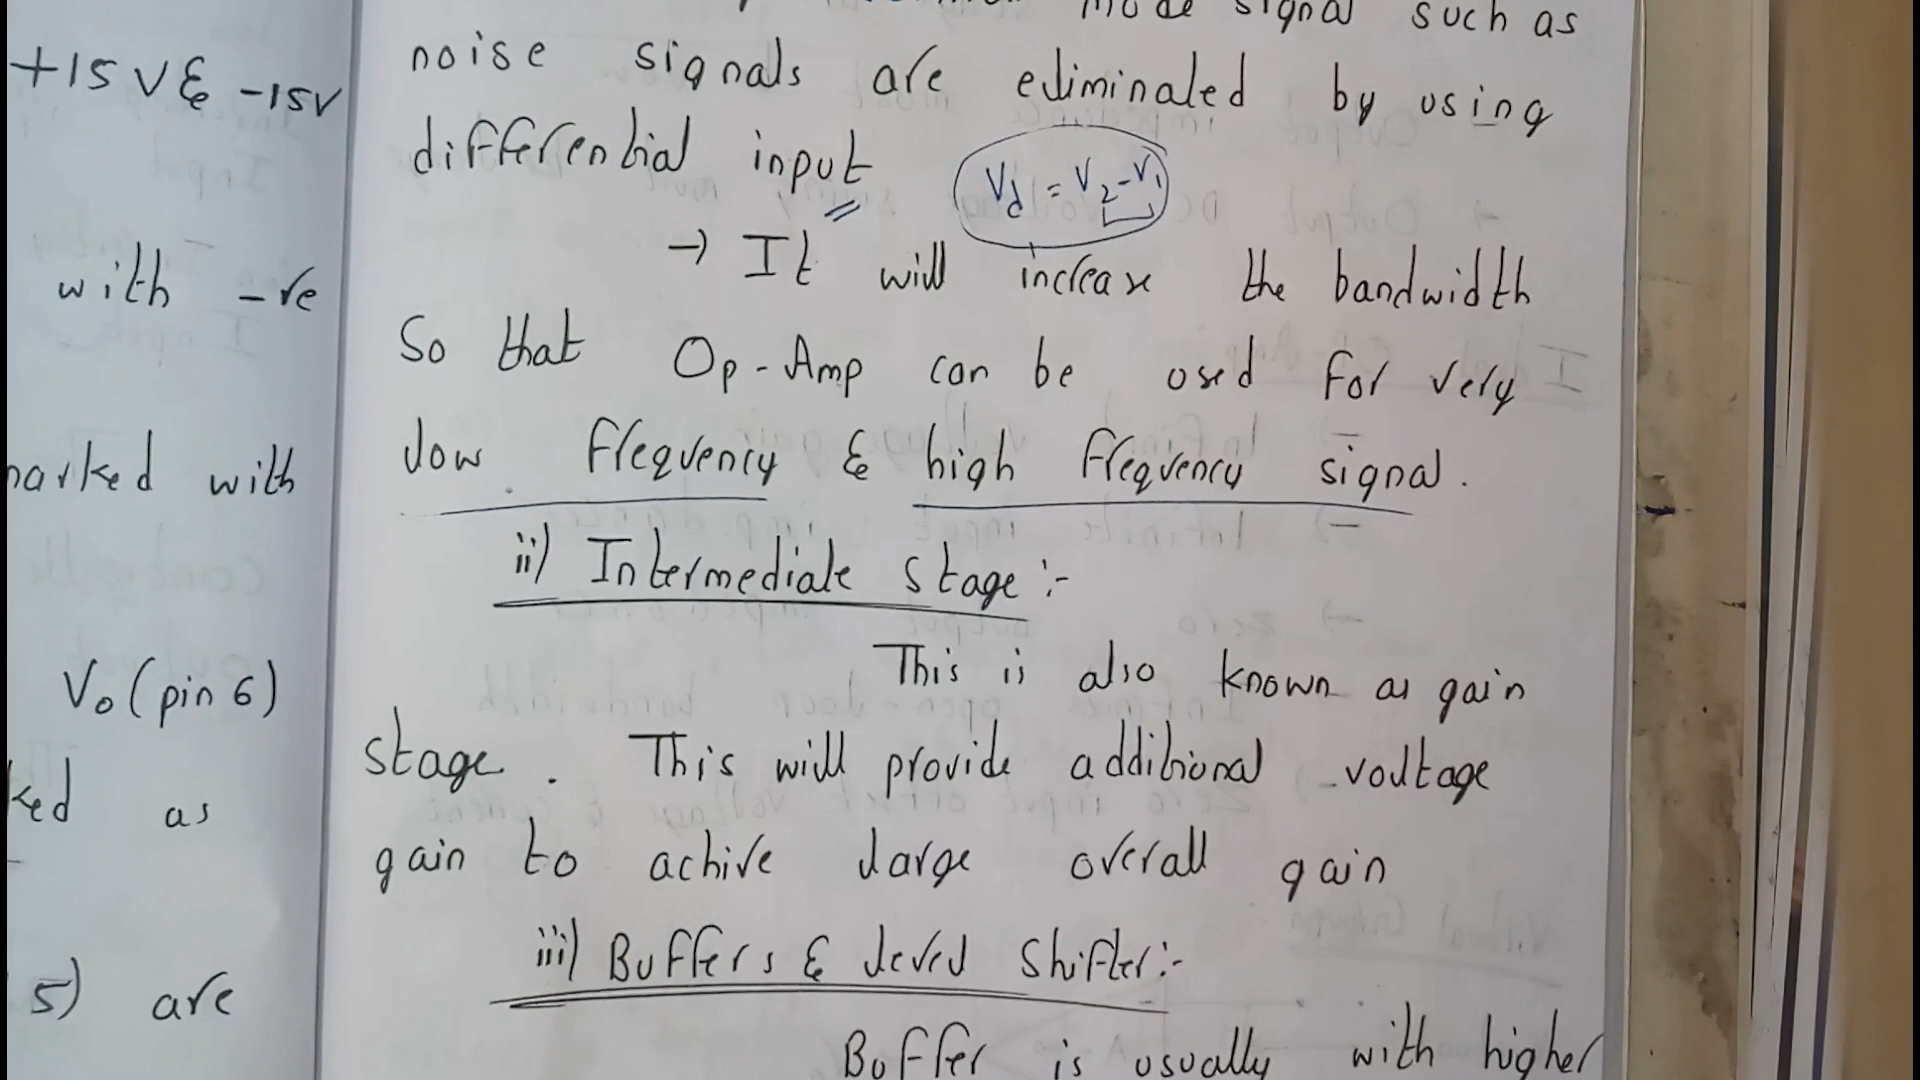 +15V & -15V
with -ve
marked with
Vo (pin 6)
ked as
5) are
mode signal such as
noise signals are eliminated by using
differential input Vd = V2-V1
→ It will increase the bandwidth
So that Op-Amp can be used for very
low frequency & high frequency signal.
ii) Intermediate stage :-
This is also known as gain
stage. This will provide additional voltage
gain to achive large overall gain
iii) Buffers & level Shifter:-
Buffer is usually with higher